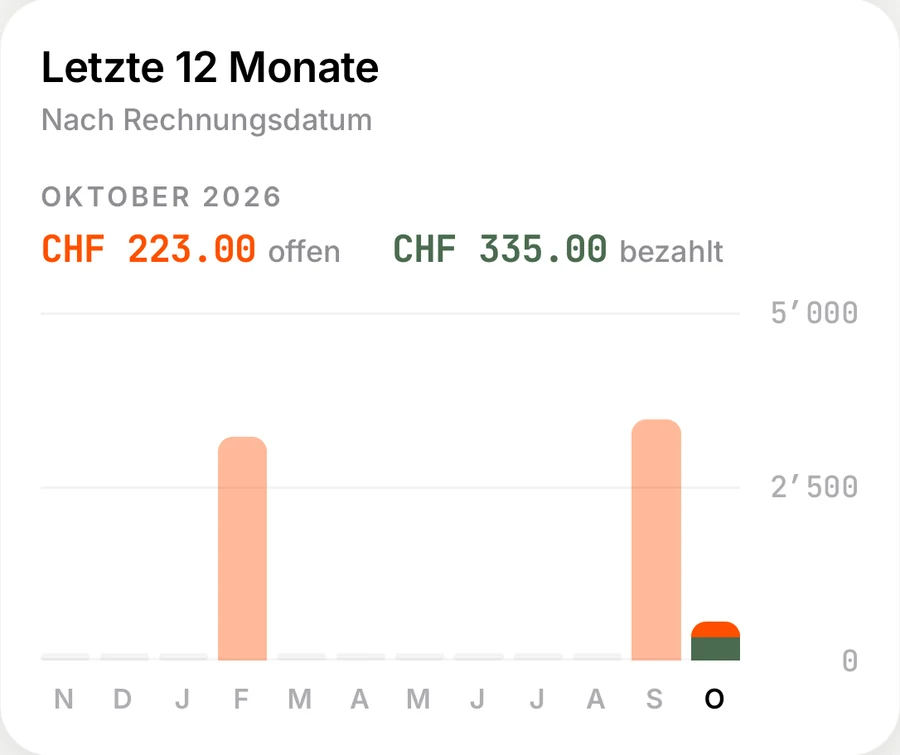 Letzte 12 Monate
Nach Rechnungsdatum
OKTOBER 2026
CHF 223.00 offen CHF 335.00 bezahlt
5’000
2’500
0
N D J F M A M J J A S O